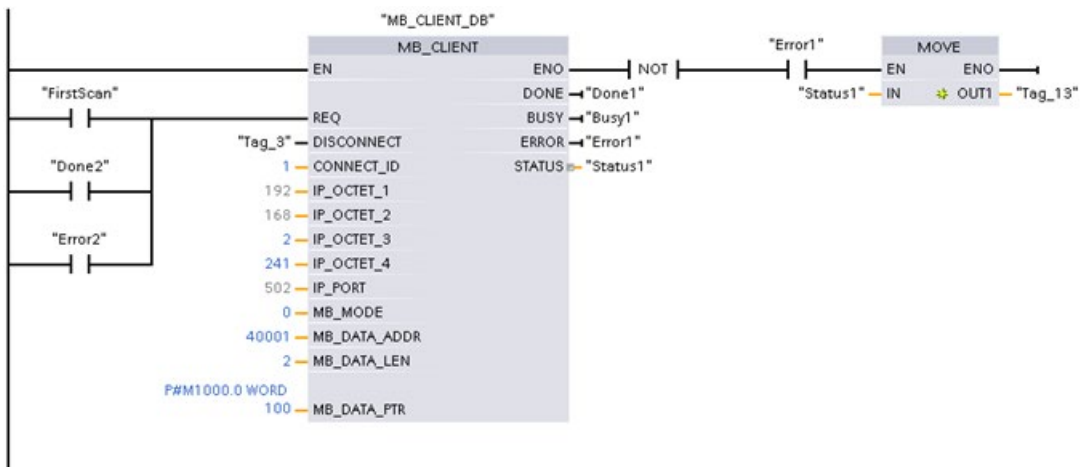 "MB_CLIENT_DB"
MB_CLIENT
EN ENO
NOT
"Error1"
MOVE
EN ENO
"Status1" IN OUT1 "Tag_13"
DONE "Done1"
"FirstScan"
REQ BUSY "Busy1"
"Tag_3" DISCONNECT ERROR "Error1"
1 CONNECT_ID STATUS "Status1"
"Done2"
192 IP_OCTET_1
168 IP_OCTET_2
"Error2"
2 IP_OCTET_3
241 IP_OCTET_4
502 IP_PORT
0 MB_MODE
40001 MB_DATA_ADDR
2 MB_DATA_LEN
P#M1000.0 WORD
100 MB_DATA_PTR